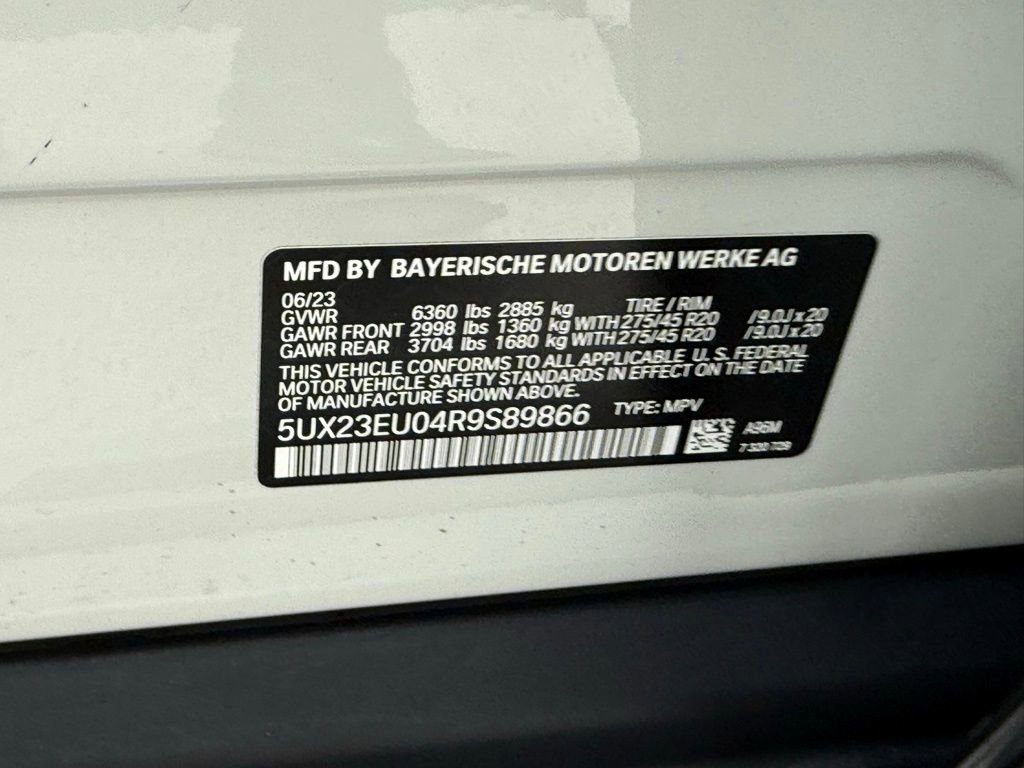 MFD BY BAYERISCHE MOTOREN WERKE AG
06/23 TIRE / RIM
GVWR 6360 lbs 2885 kg
GAWR FRONT 2998 lbs 1360 kg WITH 275/45 R20 /9.0J x 20
GAWR REAR 3704 lbs 1680 kg WITH 275/45 R20 /9.0J x 20
THIS VEHICLE CONFORMS TO ALL APPLICABLE U. S. FEDERAL
MOTOR VEHICLE SAFETY STANDARDS IN EFFECT ON THE DATE
OF MANUFACTURE SHOWN ABOVE.
5UX23EU04R9S89866 TYPE: MPV
A96M